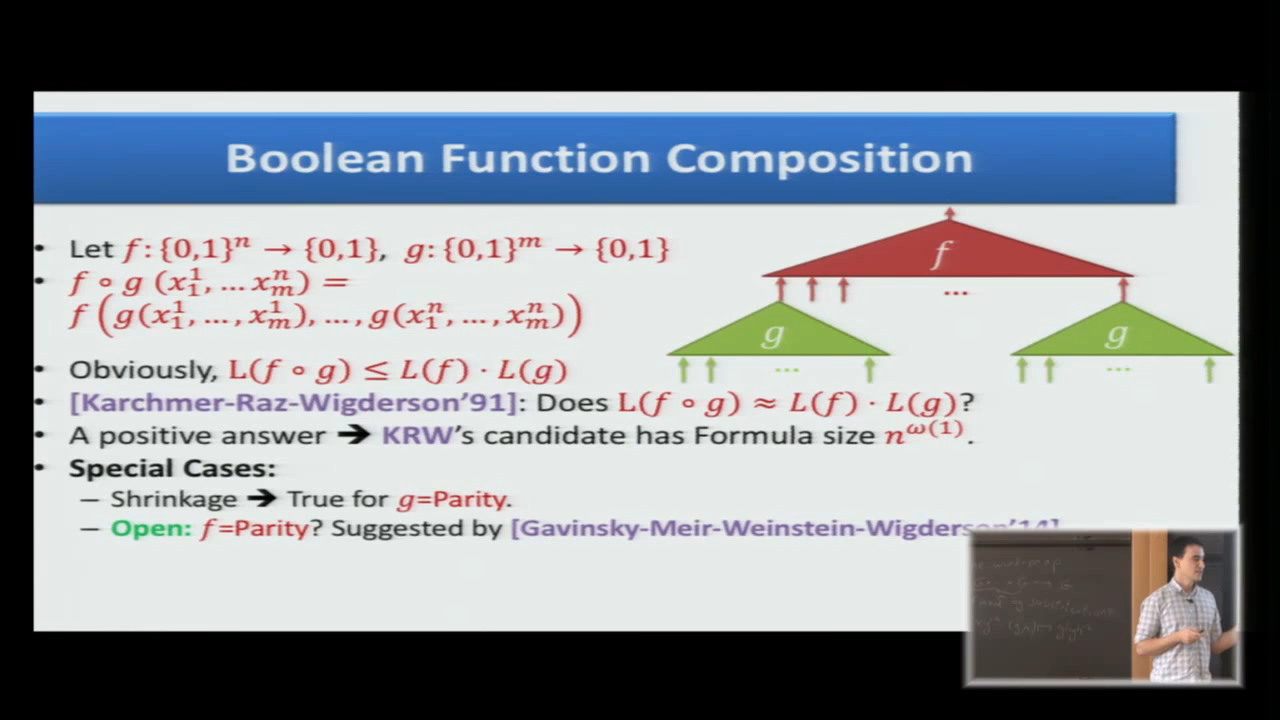 Boolean Function Composition
• Let f: {0,1}ⁿ → {0,1}, g: {0,1}ᵐ → {0,1}
• f ∘ g (x₁¹, … xₘⁿ) =
f (g(x₁¹, …, xₘ¹), …, g(x₁ⁿ, …, xₘⁿ))
• Obviously, L(f ∘ g) ≤ L(f) · L(g)
• [Karchmer-Raz-Wigderson'91]: Does L(f ∘ g) ≈ L(f) · L(g)?
• A positive answer ➔ KRW's candidate has Formula size n^ω(1).
• Special Cases:
– Shrinkage ➔ True for g=Parity.
– Open: f=Parity? Suggested by [Gavinsky-Meir-Weinstein-Wigderson'14]
f
...
g
g
...
...